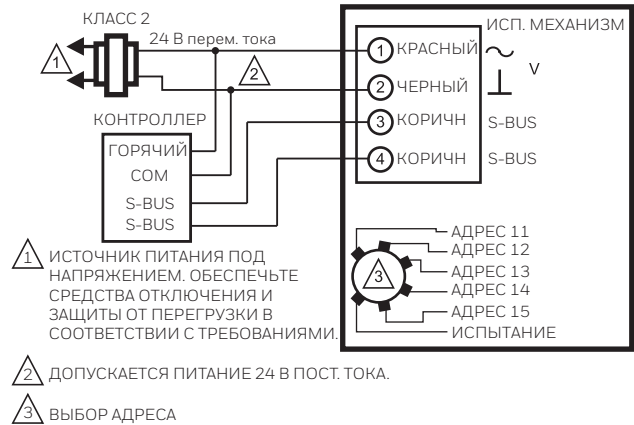 КЛАСС 2
24 В перем. тока
1
2
КОНТРОЛЛЕР
ГОРЯЧИЙ
COM
S-BUS
S-BUS
ИСП. МЕХАНИЗМ
1 КРАСНЫЙ
V
2 ЧЕРНЫЙ
3 КОРИЧН S-BUS
4 КОРИЧН S-BUS
3
АДРЕС 11
АДРЕС 12
АДРЕС 13
АДРЕС 14
АДРЕС 15
ИСПЫТАНИЕ
1 ИСТОЧНИК ПИТАНИЯ ПОД
НАПРЯЖЕНИЕМ. ОБЕСПЕЧЬТЕ
СРЕДСТВА ОТКЛЮЧЕНИЯ И
ЗАЩИТЫ ОТ ПЕРЕГРУЗКИ В
СООТВЕТСТВИИ С ТРЕБОВАНИЯМИ.
2 ДОПУСКАЕТСЯ ПИТАНИЕ 24 В ПОСТ. ТОКА.
3 ВЫБОР АДРЕСА